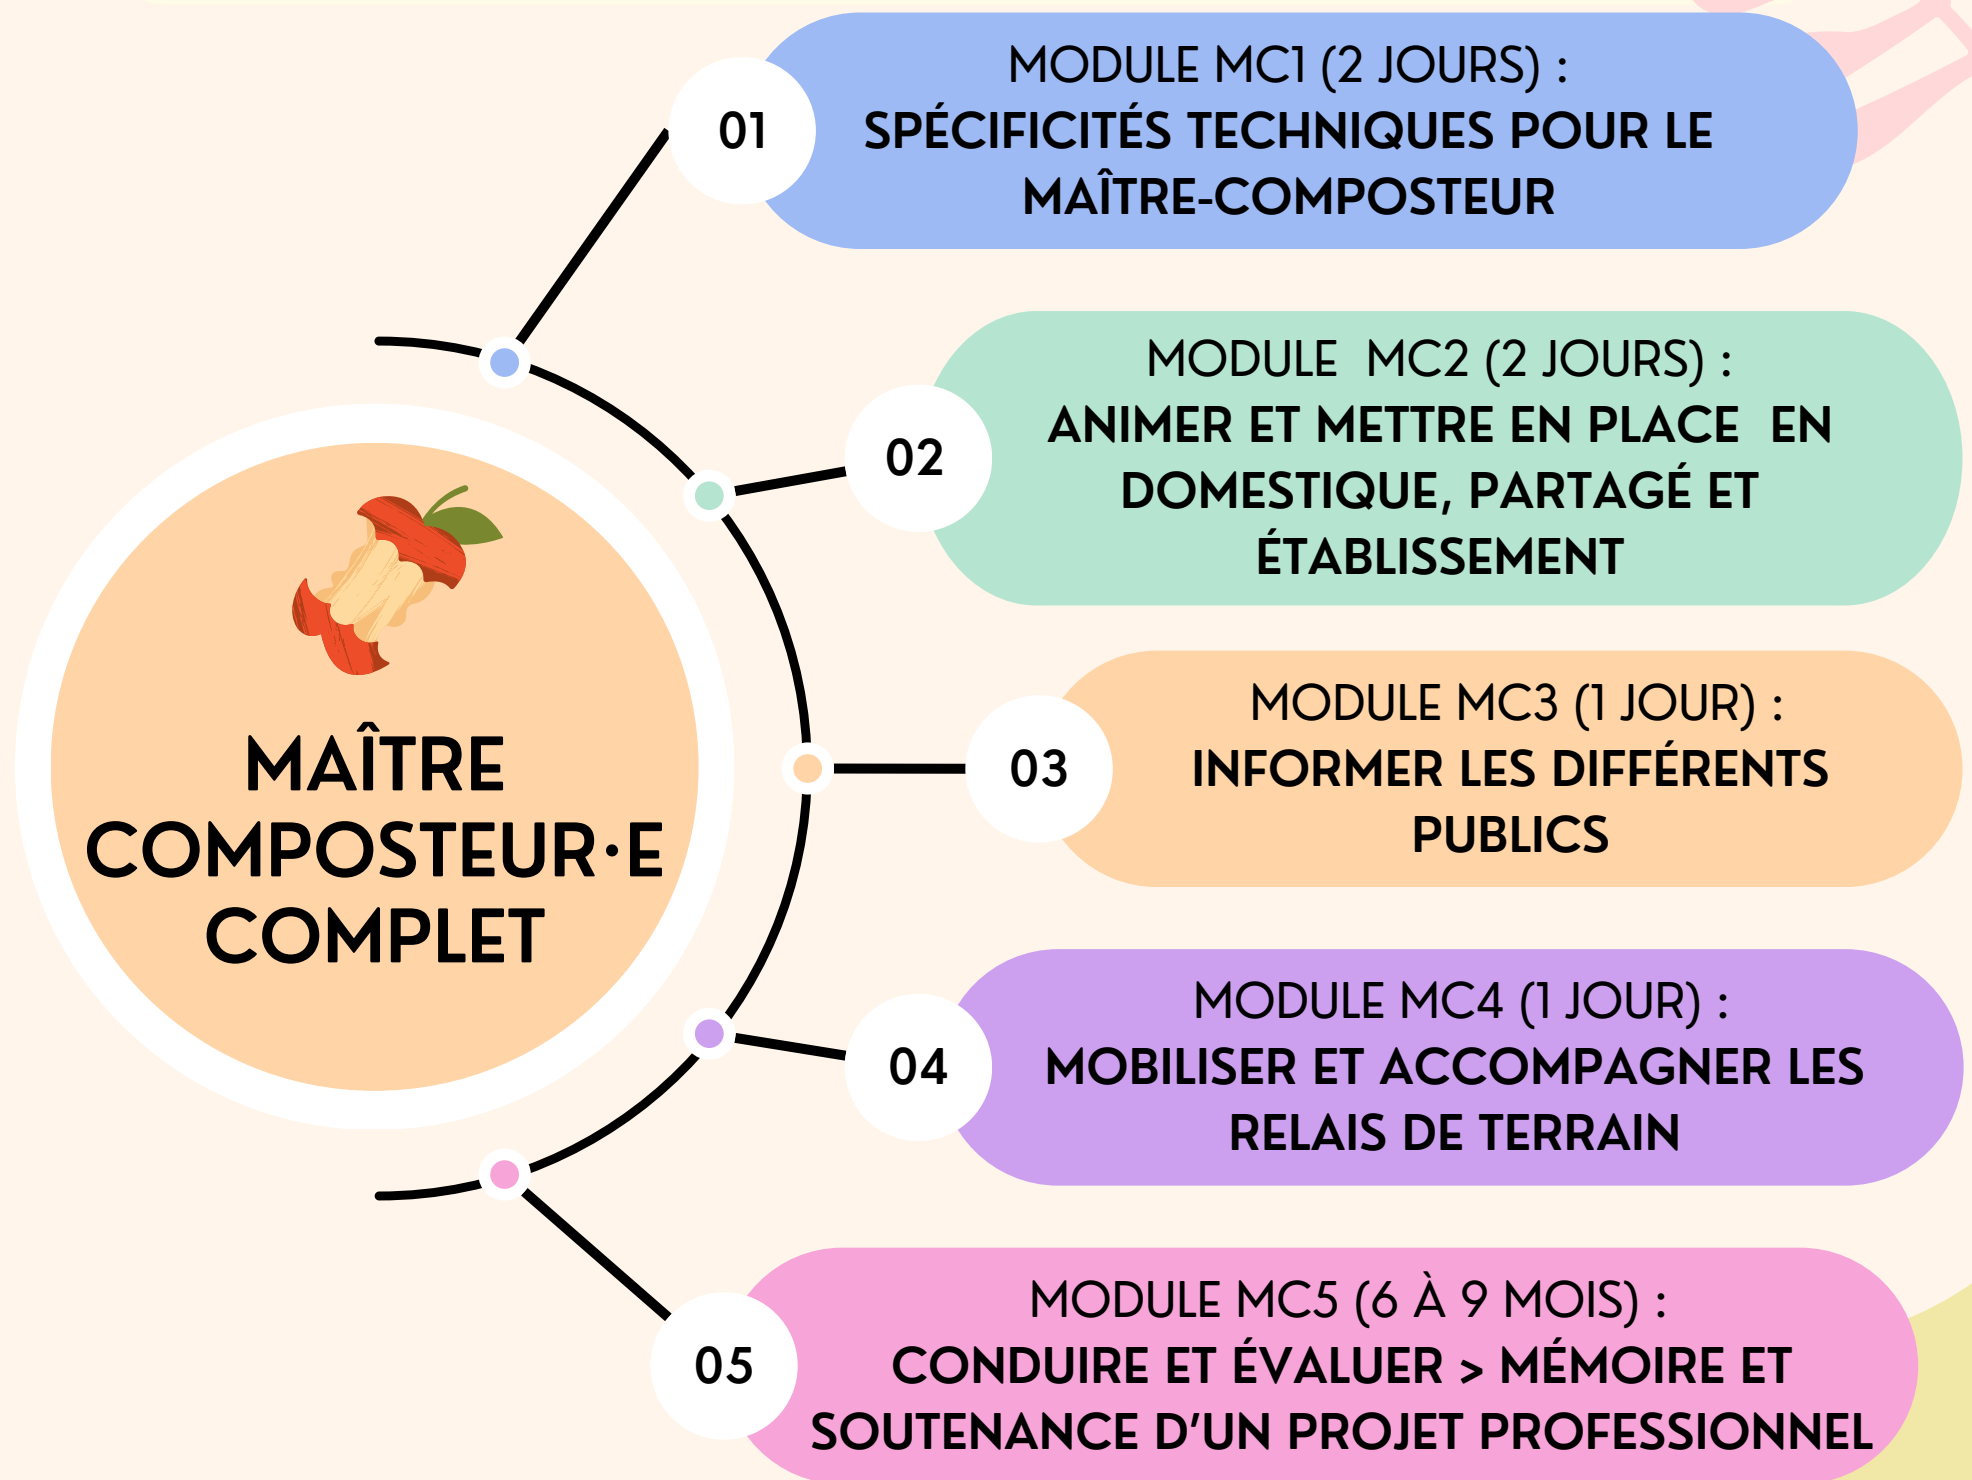 MAÎTRE
COMPOSTEUR·E
COMPLET
01
MODULE MC1 (2 JOURS) :
SPÉCIFICITÉS TECHNIQUES POUR LE
MAÎTRE-COMPOSTEUR
02
MODULE MC2 (2 JOURS) :
ANIMER ET METTRE EN PLACE EN
DOMESTIQUE, PARTAGÉ ET
ÉTABLISSEMENT
03
MODULE MC3 (1 JOUR) :
INFORMER LES DIFFÉRENTS
PUBLICS
04
MODULE MC4 (1 JOUR) :
MOBILISER ET ACCOMPAGNER LES
RELAIS DE TERRAIN
05
MODULE MC5 (6 À 9 MOIS) :
CONDUIRE ET ÉVALUER > MÉMOIRE ET
SOUTENANCE D'UN PROJET PROFESSIONNEL